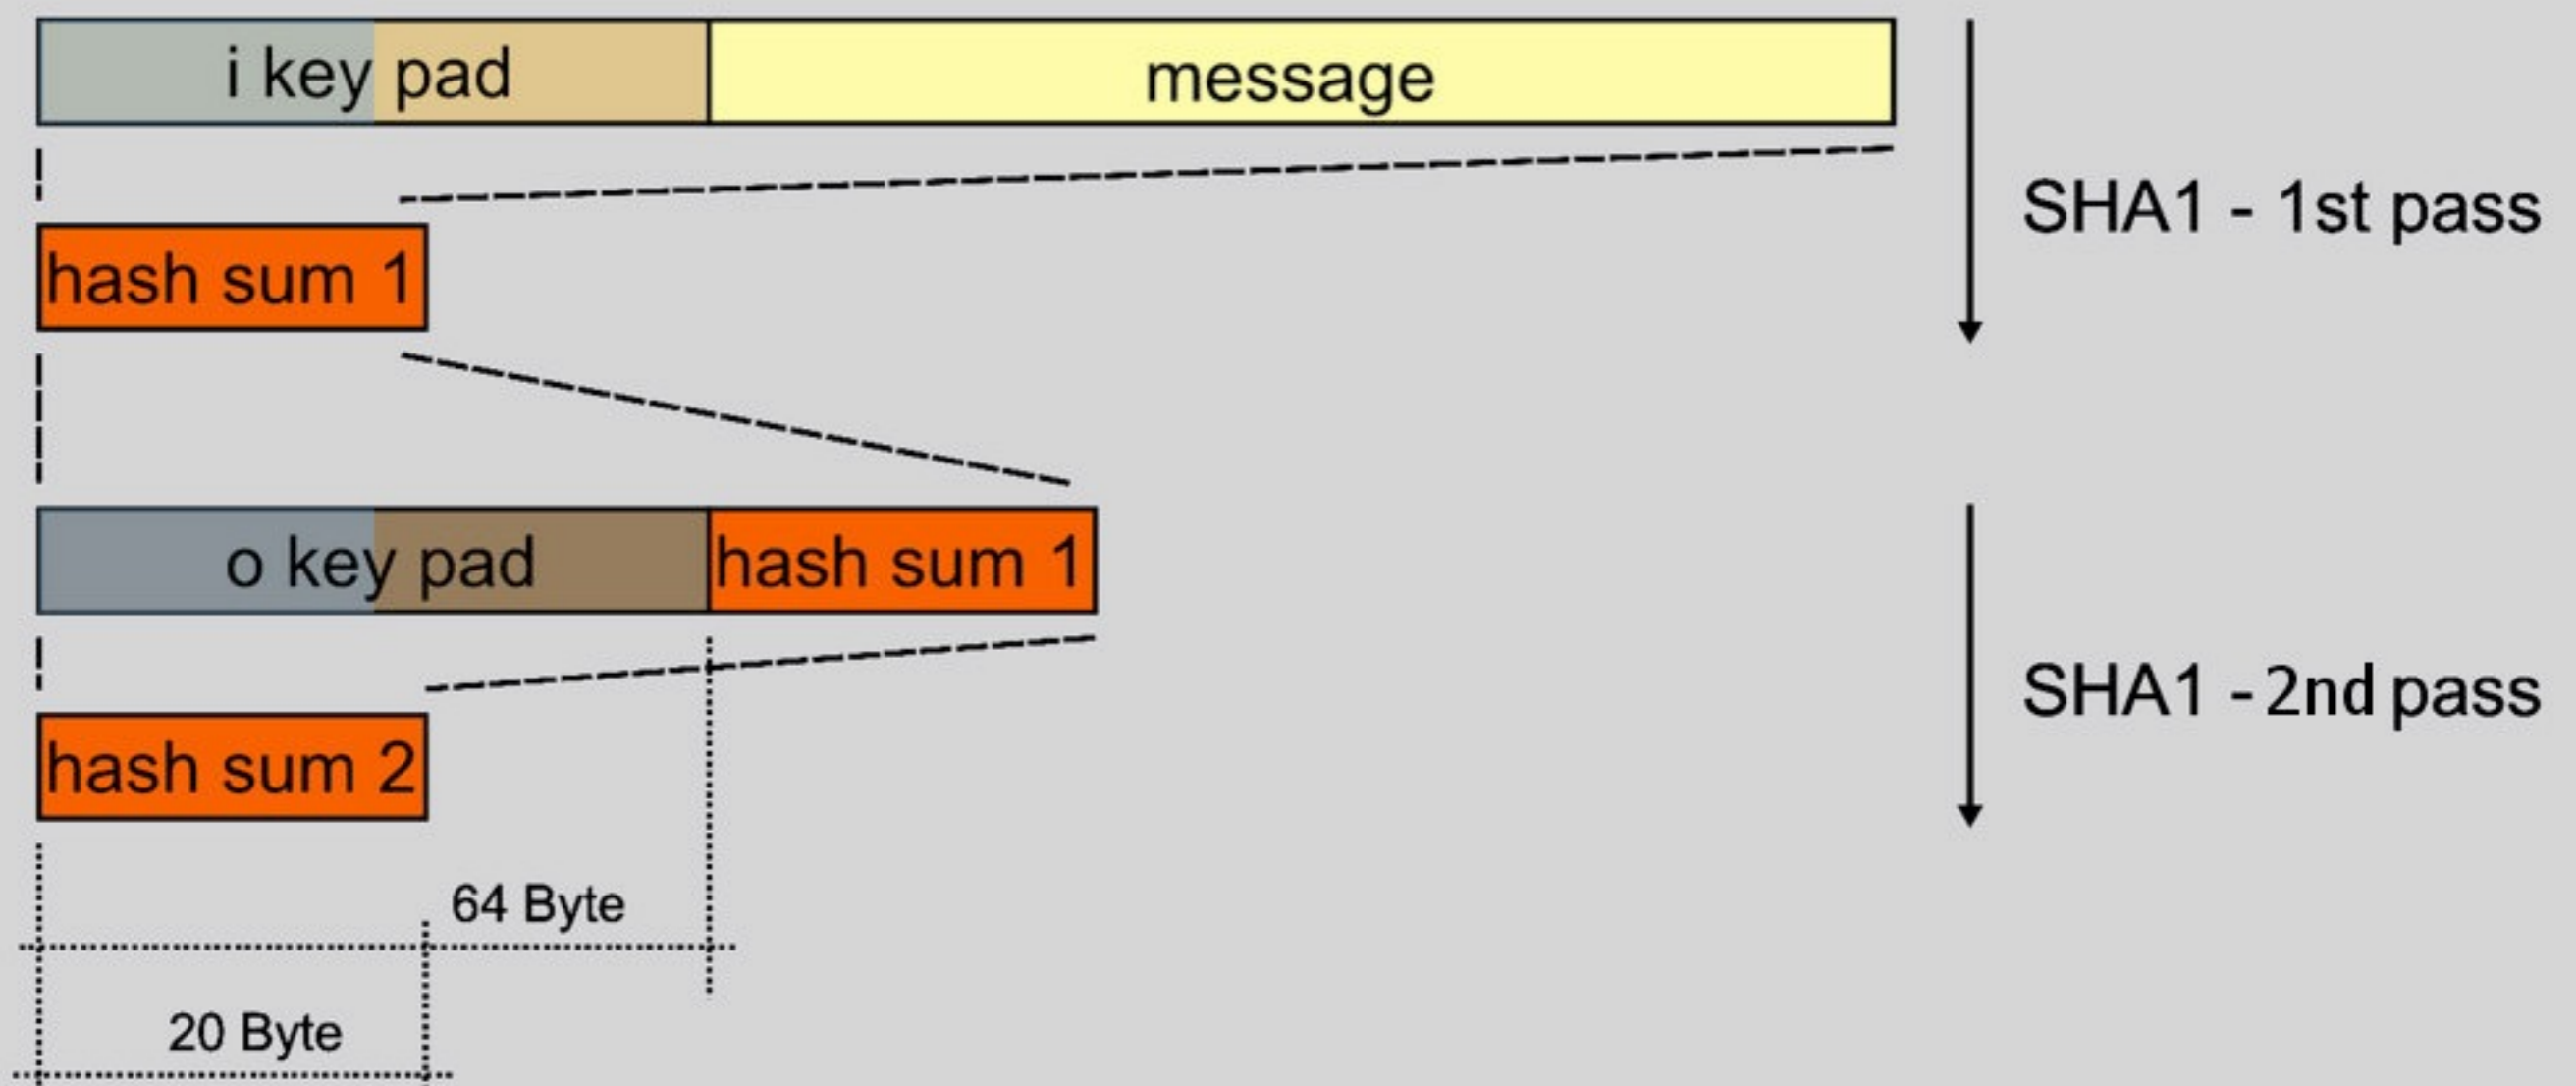 i key pad
message
SHA1 - 1st pass
hash sum 1
o key pad
hash sum 1
SHA1 - 2nd pass
hash sum 2
64 Byte
20 Byte